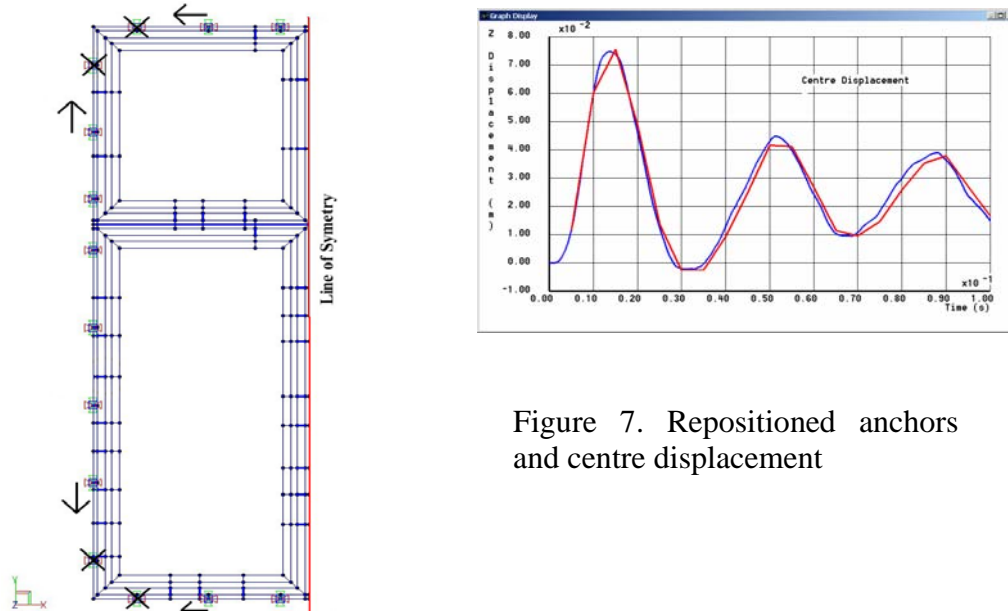 Line of Symetry
Y
Z
X
Graph Display
Z Displacement (m)
x10⁻²
8.00
7.00
6.00
5.00
4.00
3.00
2.00
1.00
0.00
-1.00
Centre Displacement
x10⁻¹
0.00 0.10 0.20 0.30 0.40 0.50 0.60 0.70 0.80 0.90 1.00
Time (s)
Figure 7. Repositioned anchors
and centre displacement